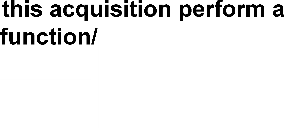 this acquisition perform a
function/